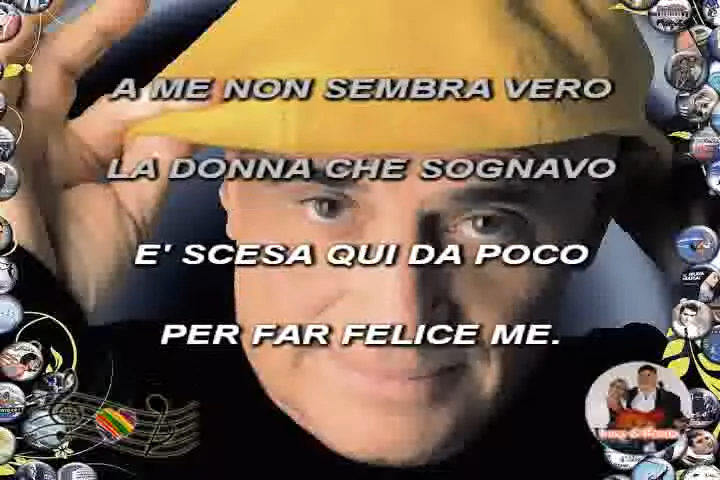 A ME NON SEMBRA VERO
LA DONNA CHE SOGNAVO
E' SCESA QUI DA POCO
PER FAR FELICE ME.